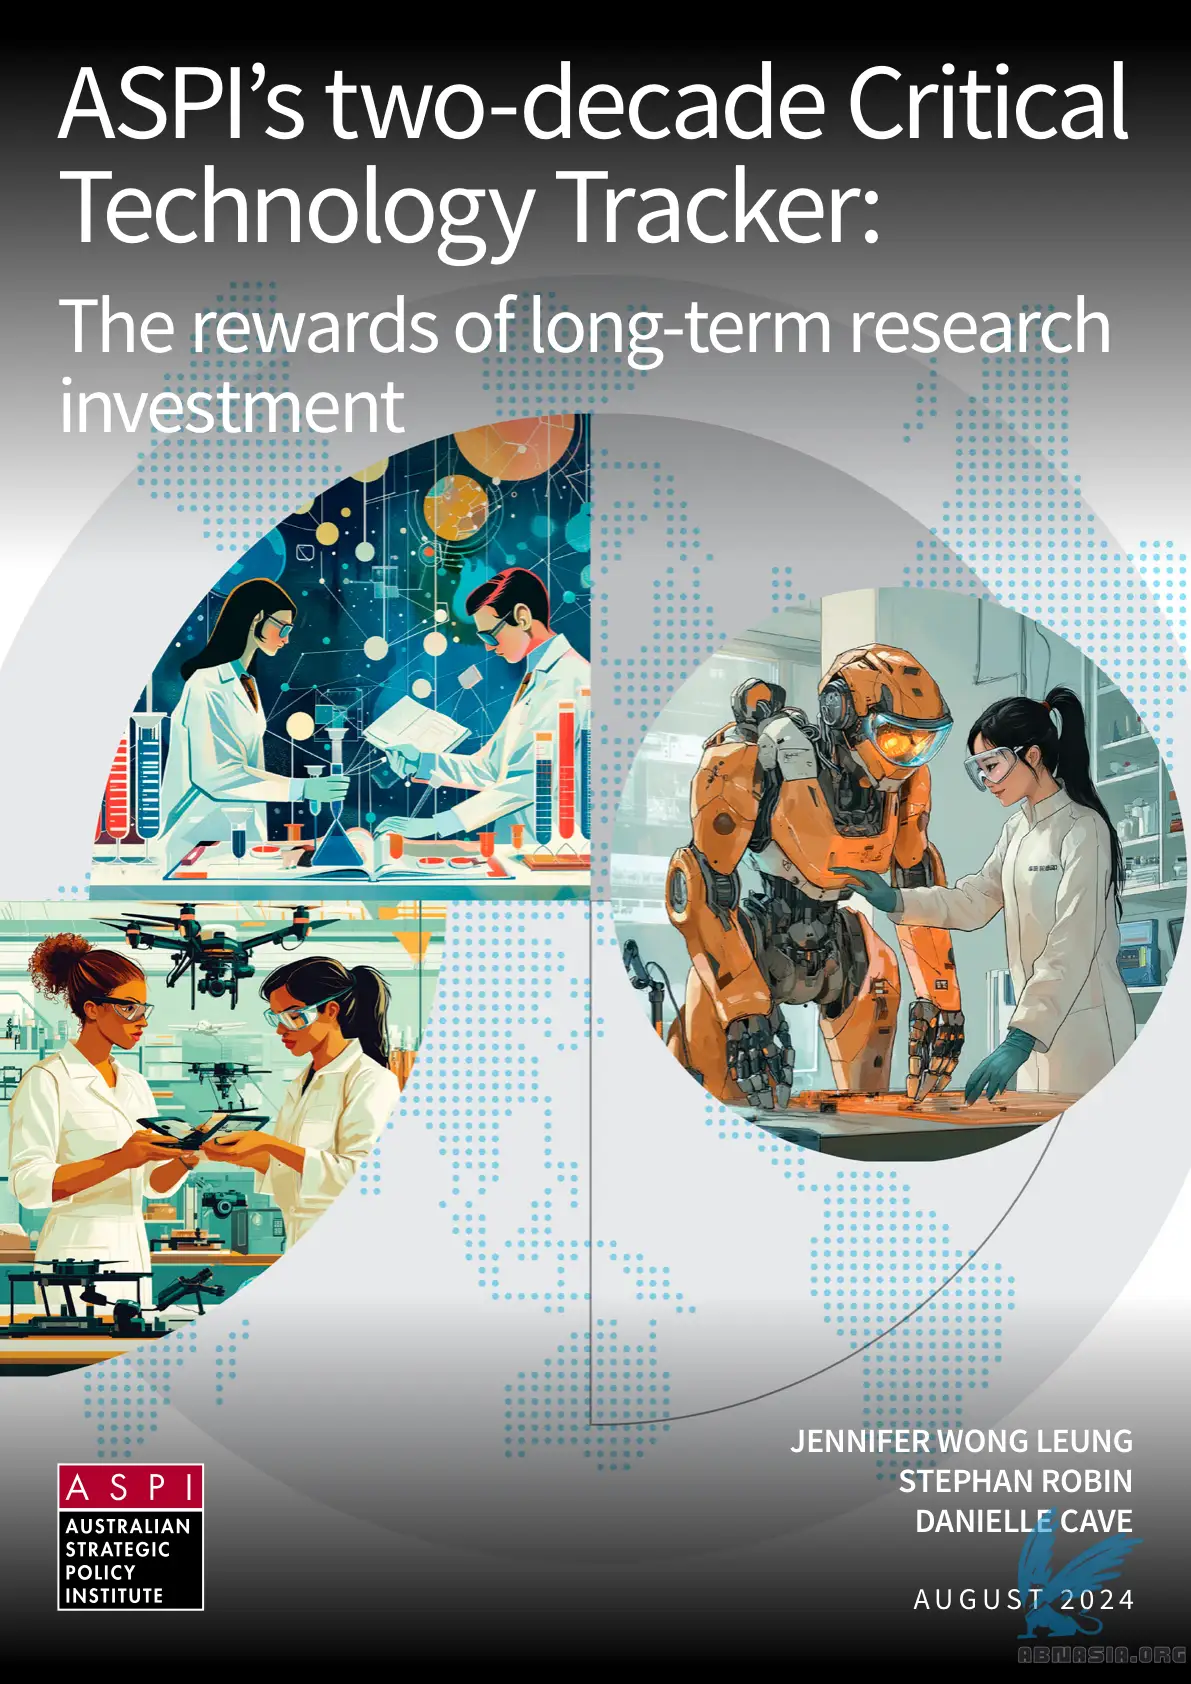 ASPI’s two-decade Critical
Technology Tracker:
The rewards of long-term research
investment
JENNIFER WONG LEUNG
STEPHAN ROBIN
DANIELLE CAVE
ASPI
AUSTRALIAN
STRATEGIC
POLICY
INSTITUTE
AUGUST 2024
ABNASIA.ORG